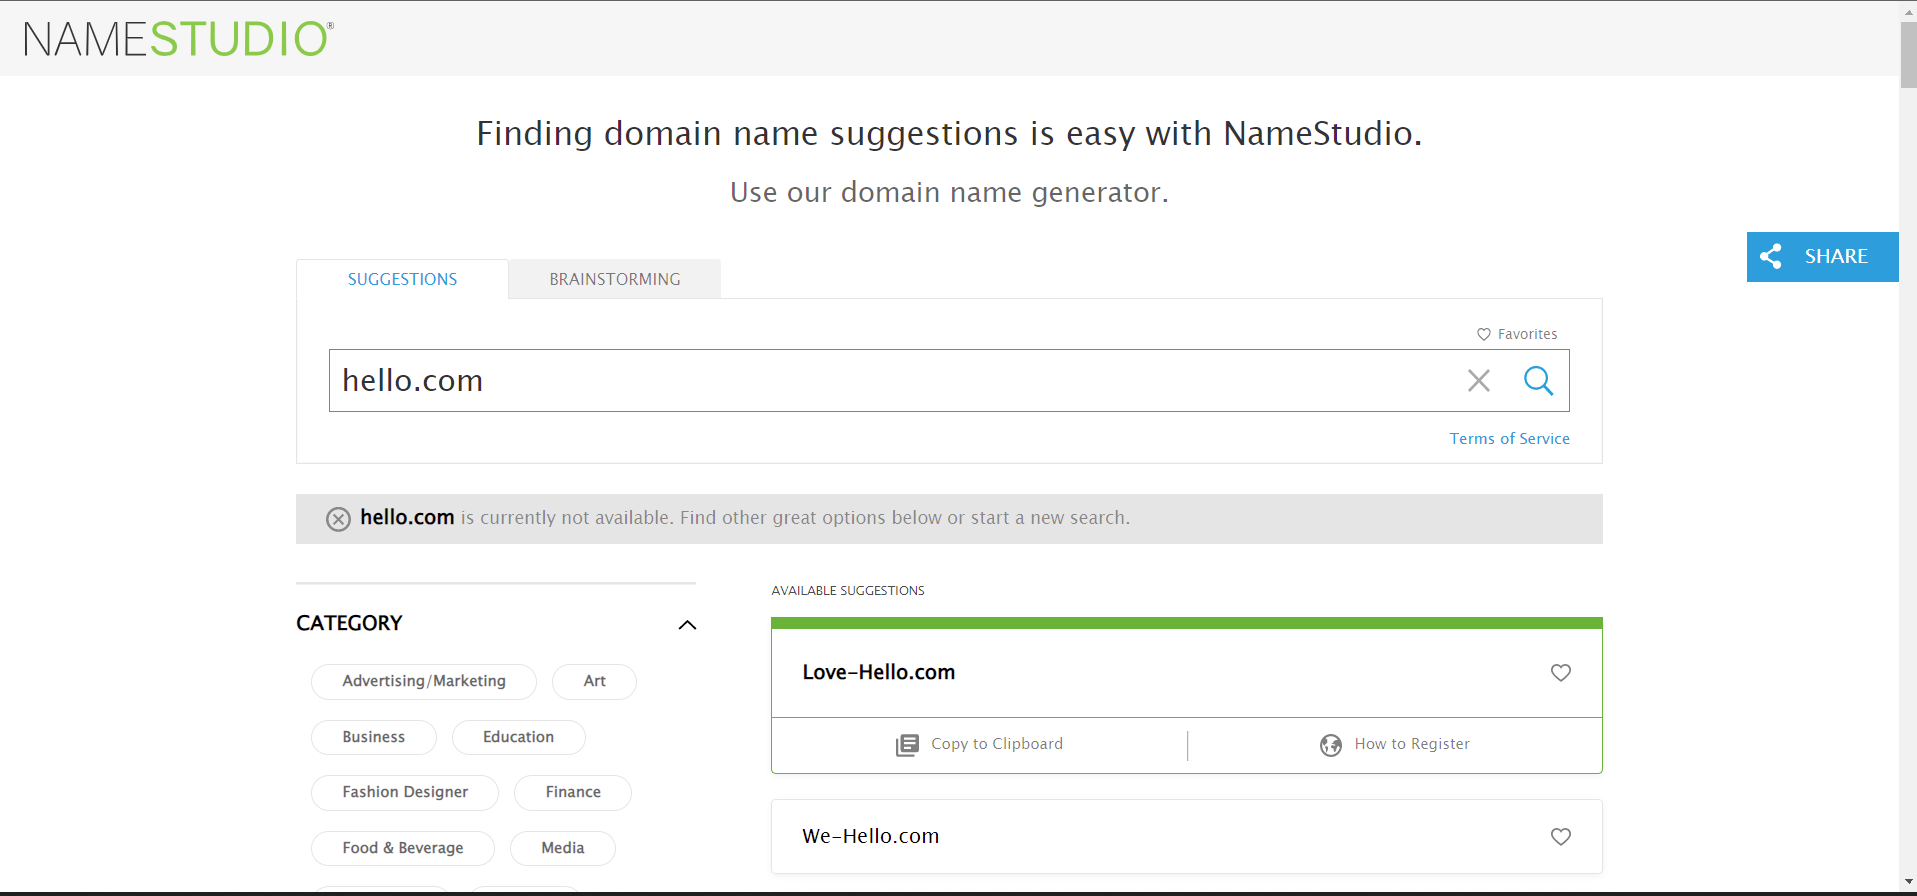 NAMESTUDIO®
Finding domain name suggestions is easy with NameStudio.
Use our domain name generator.
SHARE
SUGGESTIONS
BRAINSTORMING
Favorites
hello.com
Terms of Service
hello.com is currently not available. Find other great options below or start a new search.
CATEGORY
Advertising/Marketing
Art
Business
Education
Fashion Designer
Finance
Food & Beverage
Media
AVAILABLE SUGGESTIONS
Love-Hello.com
Copy to Clipboard
How to Register
We-Hello.com